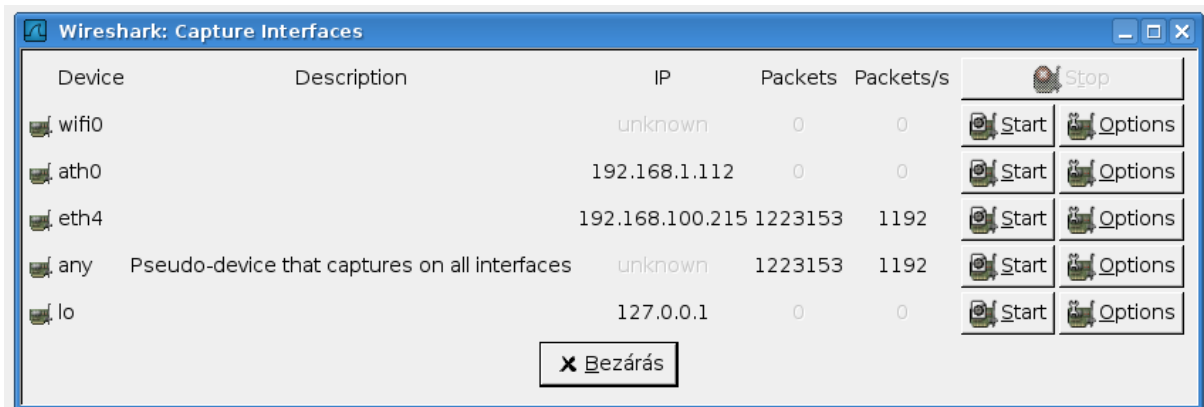 Wireshark: Capture Interfaces
Device Description IP Packets Packets/s Stop
wifi0 unknown 0 0 Start Options
ath0 192.168.1.112 0 0 Start Options
eth4 192.168.100.215 1223153 1192 Start Options
any Pseudo-device that captures on all interfaces unknown 1223153 1192 Start Options
lo 127.0.0.1 0 0 Start Options
Bezárás